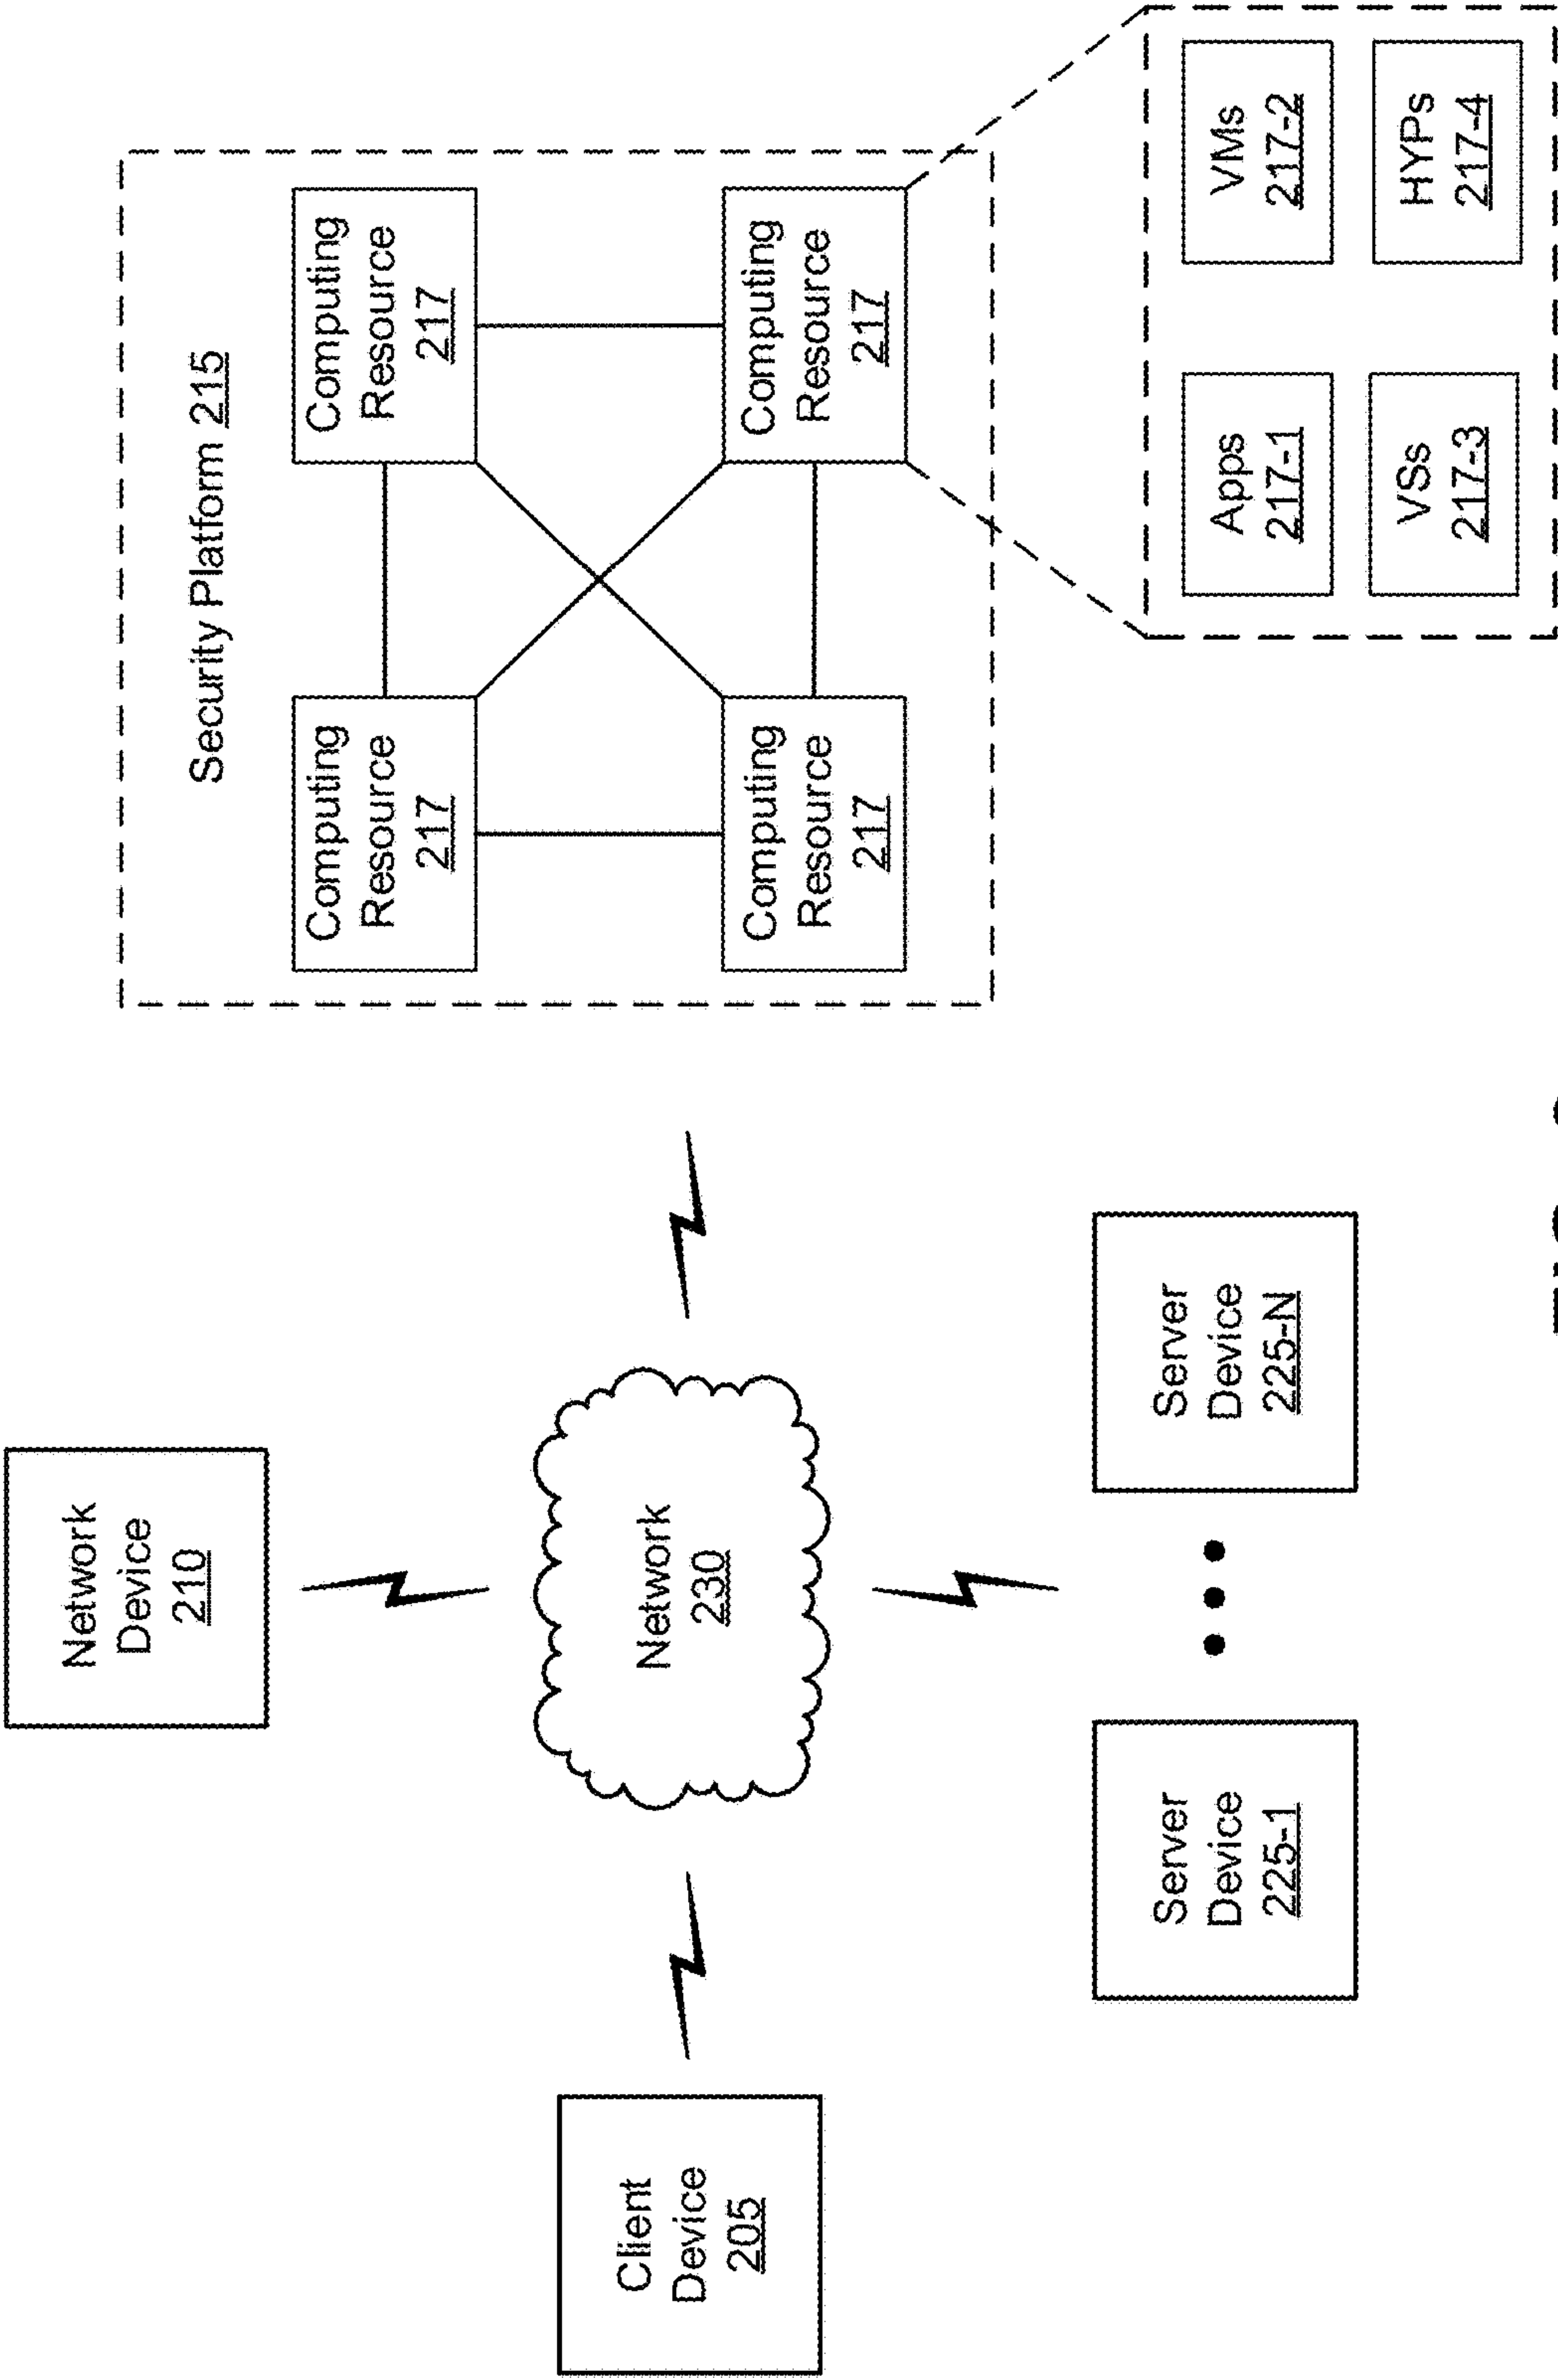 Network
Device
210
Security Platform 215
Computing
Resource
217
Computing
Resource
217
Client
Device
205
Network
230
Computing
Resource
217
Computing
Resource
217
Server
Device
225-1
Server
Device
225-N
Apps
217-1
VMs
217-2
VSs
217-3
HYPs
217-4